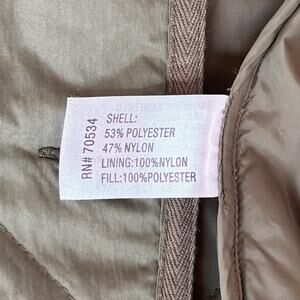 RN# 70534
SHELL:
53% POLYESTER
47% NYLON
LINING:100%NYLON
FILL:100%POLYESTER